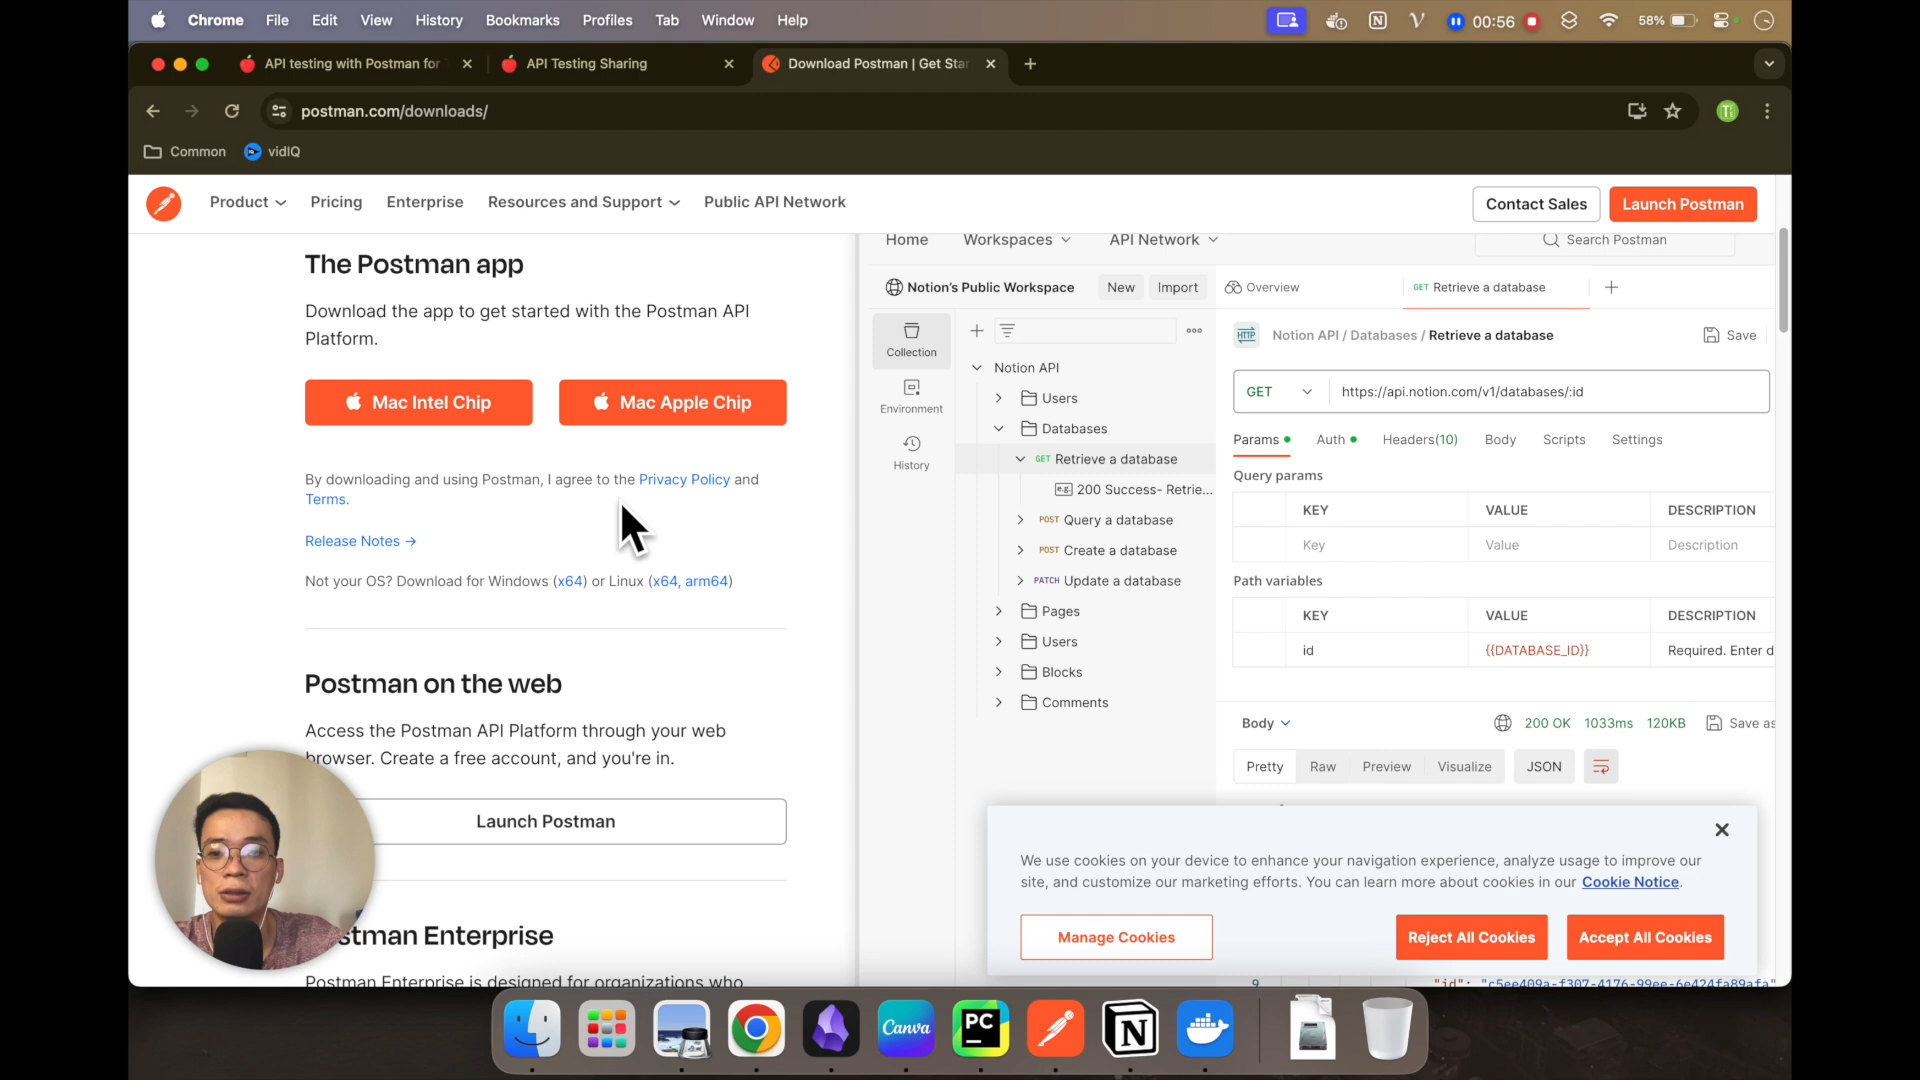 Chrome File Edit View History Bookmarks Profiles Tab Window Help 00:56 58%
API testing with Postman for API Testing Sharing Download Postman | Get Star
postman.com/downloads/
Common vidIQ
Product Pricing Enterprise Resources and Support Public API Network Contact Sales Launch Postman
The Postman app
Download the app to get started with the Postman API
Platform.
Mac Intel Chip Mac Apple Chip
By downloading and using Postman, I agree to the Privacy Policy and
Terms.
Release Notes →
Not your OS? Download for Windows (x64) or Linux (x64, arm64)
Postman on the web
Access the Postman API Platform through your web
browser. Create a free account, and you're in.
Launch Postman
stman Enterprise
Postman Enterprise is designed for organizations who
Home Workspaces API Network Search Postman
Notion's Public Workspace New Import Overview GET Retrieve a database
Collection
Environment
History
Notion API
Users
Databases
GET Retrieve a database
e.g. 200 Success- Retrie...
POST Query a database
POST Create a database
PATCH Update a database
Pages
Users
Blocks
Comments
HTTP Notion API / Databases / Retrieve a database Save
GET https://api.notion.com/v1/databases/:id
Params Auth Headers(10) Body Scripts Settings
Query params
KEY VALUE DESCRIPTION
Key Value Description
Path variables
KEY VALUE DESCRIPTION
id {{DATABASE_ID}} Required. Enter d
Body 200 OK 1033ms 120KB Save as
Pretty Raw Preview Visualize JSON
We use cookies on your device to enhance your navigation experience, analyze usage to improve our
site, and customize our marketing efforts. You can learn more about cookies in our Cookie Notice.
Manage Cookies Reject All Cookies Accept All Cookies
9 "id": "c5ee409a-f307-4176-99ee-6e424fa89afa"
Canva PC N